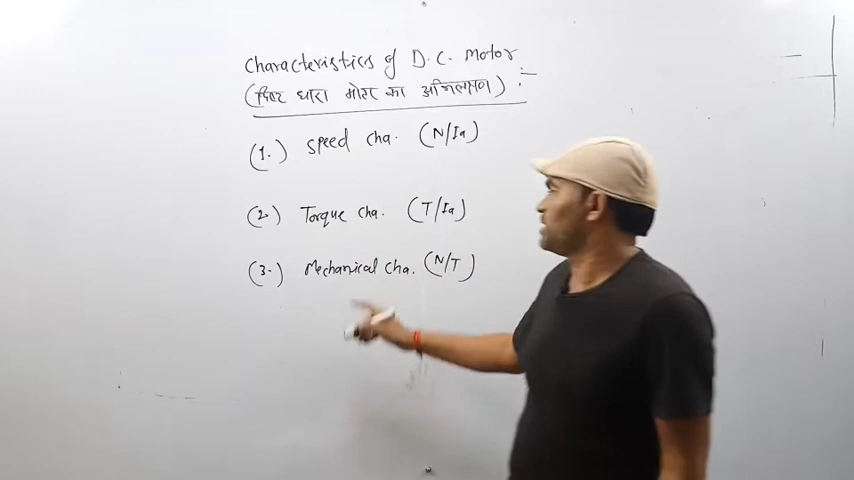 Characteristics of D.C. Motor
(दिष्ट धारा मोटर का अभिलक्षण) :-
(1.) Speed Cha. (N/Ia)
(2.) Torque Cha. (T/Ia)
(3.) Mechanical Cha. (N/T)